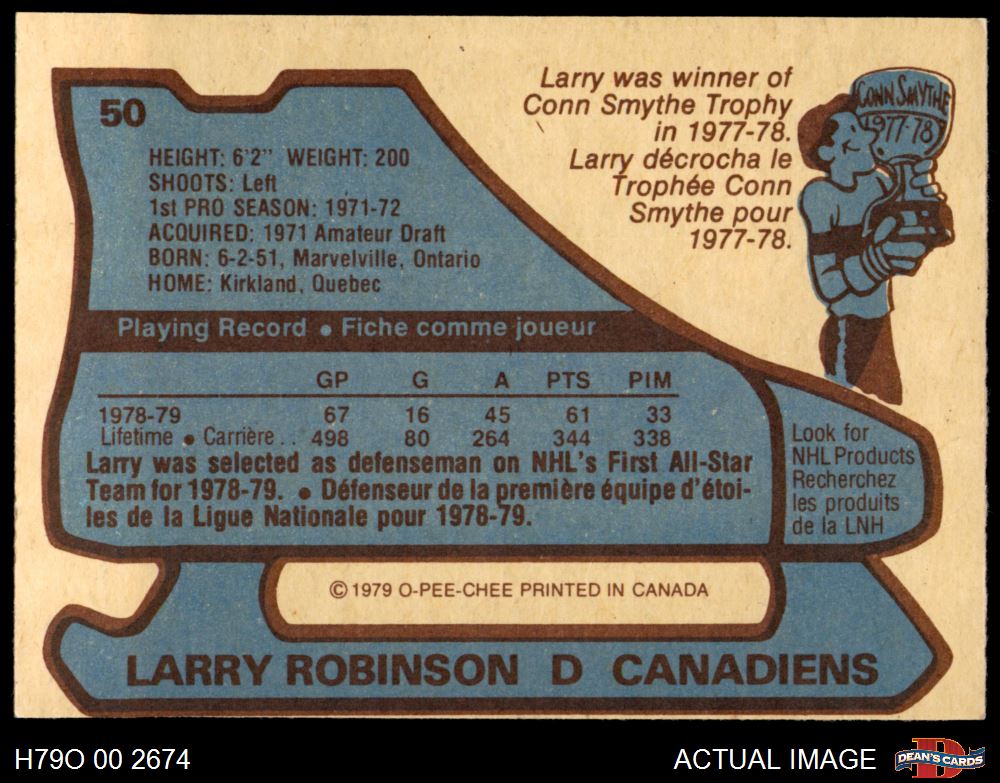 50
HEIGHT: 6'2" WEIGHT: 200
SHOOTS: Left
1st PRO SEASON: 1971-72
ACQUIRED: 1971 Amateur Draft
BORN: 6-2-51, Marvelville, Ontario
HOME: Kirkland, Quebec
Larry was winner of
Conn Smythe Trophy
in 1977-78.
Larry décrocha le
Trophée Conn
Smythe pour
1977-78.
CONN SMYTHE
1977-78
Playing Record • Fiche comme joueur
GP G A PTS PIM
1978-79 67 16 45 61 33
Lifetime • Carrière . . 498 80 264 344 338
Larry was selected as defenseman on NHL's First All-Star
Team for 1978-79. • Défenseur de la première équipe d'étoi-
les de la Ligue Nationale pour 1978-79.
Look for
NHL Products
Recherchez
les produits
de la LNH
© 1979 O-PEE-CHEE PRINTED IN CANADA
LARRY ROBINSON D CANADIENS
H79O 00 2674
ACTUAL IMAGE
D
DEAN'S CARDS